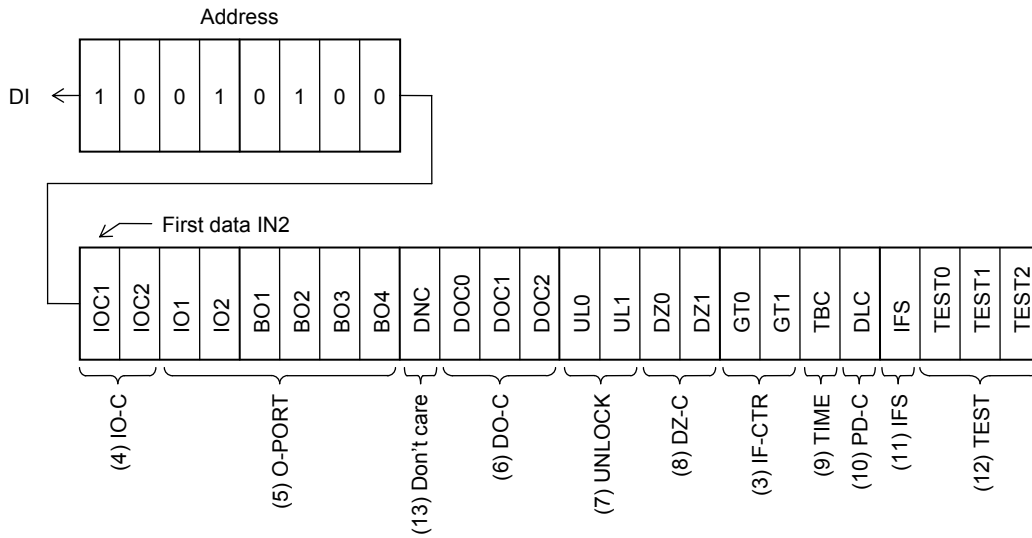 Address
DI
1 0 0 1 0 1 0 0
First data IN2
IOC1
IOC2
IO1
IO2
BO1
BO2
BO3
BO4
DNC
DOC0
DOC1
DOC2
UL0
UL1
DZ0
DZ1
GT0
GT1
TBC
DLC
IFS
TEST0
TEST1
TEST2
(4) IO-C
(5) O-PORT
(13) Don't care
(6) DO-C
(7) UNLOCK
(8) DZ-C
(3) IF-CTR
(9) TIME
(10) PD-C
(11) IFS
(12) TEST